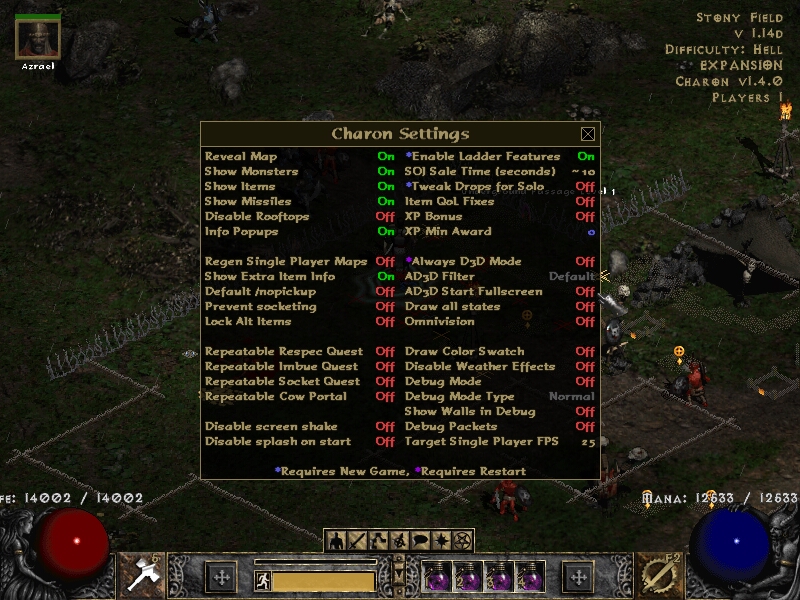 Stony Field
v 1.14d
Difficulty: Hell
Expansion
Charon v1.4.0
Players 1
Azrael
Charon Settings
Reveal Map On
Show Monsters On
Show Items On
Show Missiles On
Disable Rooftops Off
Info Popups On
Regen Single Player Maps Off
Show Extra Item Info On
Default /nopickup Off
Prevent socketing Off
Lock Alt Items Off
Repeatable Respec Quest Off
Repeatable Imbue Quest Off
Repeatable Socket Quest Off
Repeatable Cow Portal Off
Disable screen shake Off
Disable splash on start Off
*Enable Ladder Features On
SOJ Sale Time (seconds) ~10
*Tweak Drops for Solo Off
Item QoL Fixes Off
XP Bonus Off
XP Min Award 0
*Always D3D Mode Off
AD3D Filter Default
AD3D Start Fullscreen Off
Draw all states Off
Omnivision Off
Draw Color Swatch Off
Disable Weather Effects Off
Debug Mode Off
Debug Mode Type Normal
Show Walls in Debug Off
Debug Packets Off
Target Single Player FPS 25
*Requires New Game, *Requires Restart
fe: 14002 / 14002
Mana: 12633 / 12633
F2